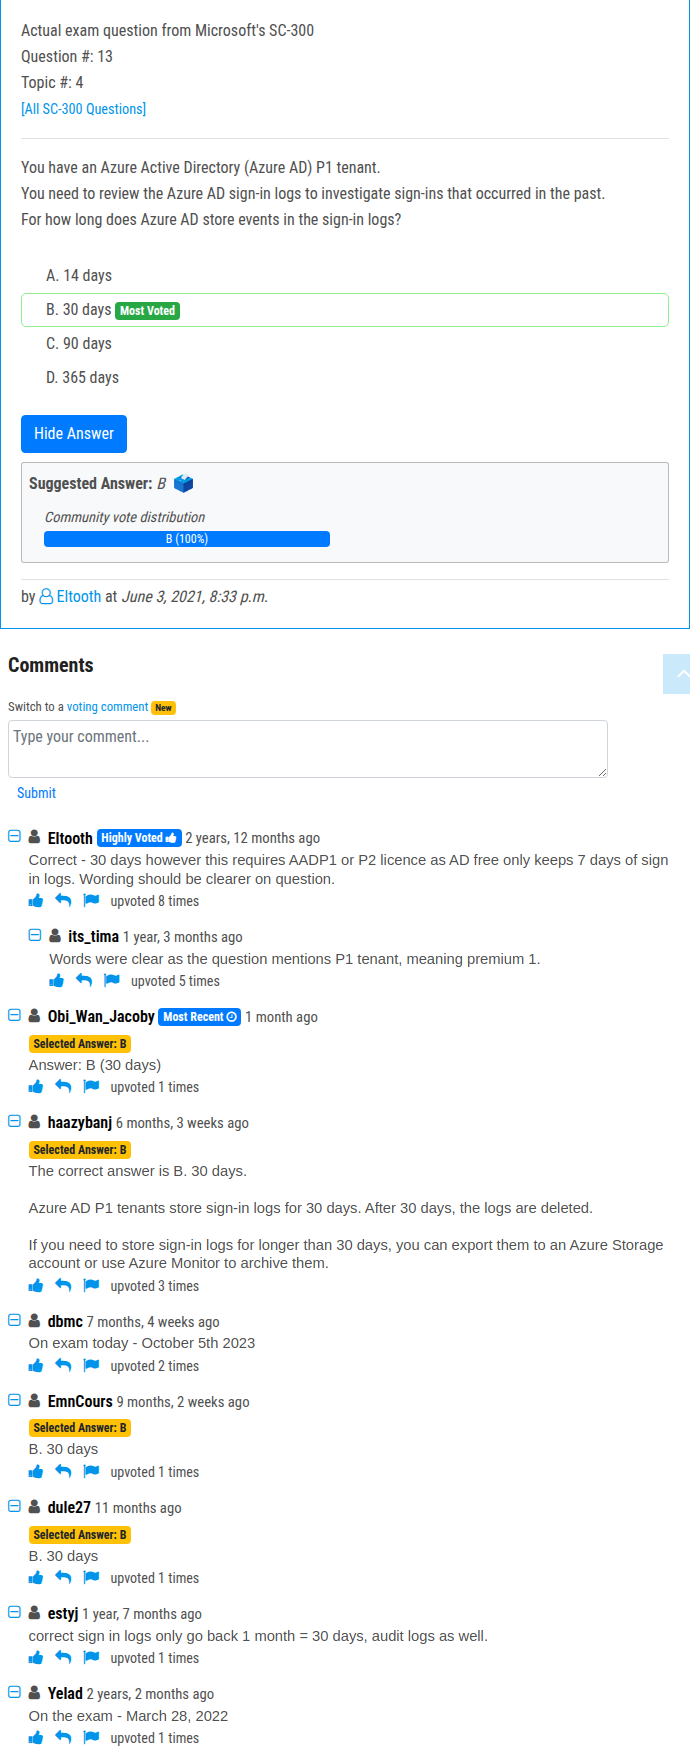 Actual exam question from Microsoft's SC-300
Question #: 13
Topic #: 4
[All SC-300 Questions]
You have an Azure Active Directory (Azure AD) P1 tenant.
You need to review the Azure AD sign-in logs to investigate sign-ins that occurred in the past.
For how long does Azure AD store events in the sign-in logs?
A. 14 days
B. 30 days Most Voted
C. 90 days
D. 365 days
Hide Answer
Suggested Answer: B
Community vote distribution
B (100%)
by Eltooth at June 3, 2021, 8:33 p.m.
Comments
Switch to a voting comment New
Type your comment...
Submit
Eltooth Highly Voted 2 years, 12 months ago
Correct - 30 days however this requires AADP1 or P2 licence as AD free only keeps 7 days of sign
in logs. Wording should be clearer on question.
upvoted 8 times
its_tima 1 year, 3 months ago
Words were clear as the question mentions P1 tenant, meaning premium 1.
upvoted 5 times
Obi_Wan_Jacoby Most Recent 1 month ago
Selected Answer: B
Answer: B (30 days)
upvoted 1 times
haazybanj 6 months, 3 weeks ago
Selected Answer: B
The correct answer is B. 30 days.
Azure AD P1 tenants store sign-in logs for 30 days. After 30 days, the logs are deleted.
If you need to store sign-in logs for longer than 30 days, you can export them to an Azure Storage
account or use Azure Monitor to archive them.
upvoted 3 times
dbmc 7 months, 4 weeks ago
On exam today - October 5th 2023
upvoted 2 times
EmnCours 9 months, 2 weeks ago
Selected Answer: B
B. 30 days
upvoted 1 times
dule27 11 months ago
Selected Answer: B
B. 30 days
upvoted 1 times
estyj 1 year, 7 months ago
correct sign in logs only go back 1 month = 30 days, audit logs as well.
upvoted 1 times
Yelad 2 years, 2 months ago
On the exam - March 28, 2022
upvoted 1 times